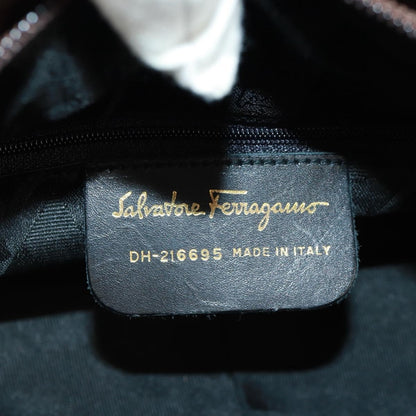 Salvatore Ferragamo
DH-216695 MADE IN ITALY